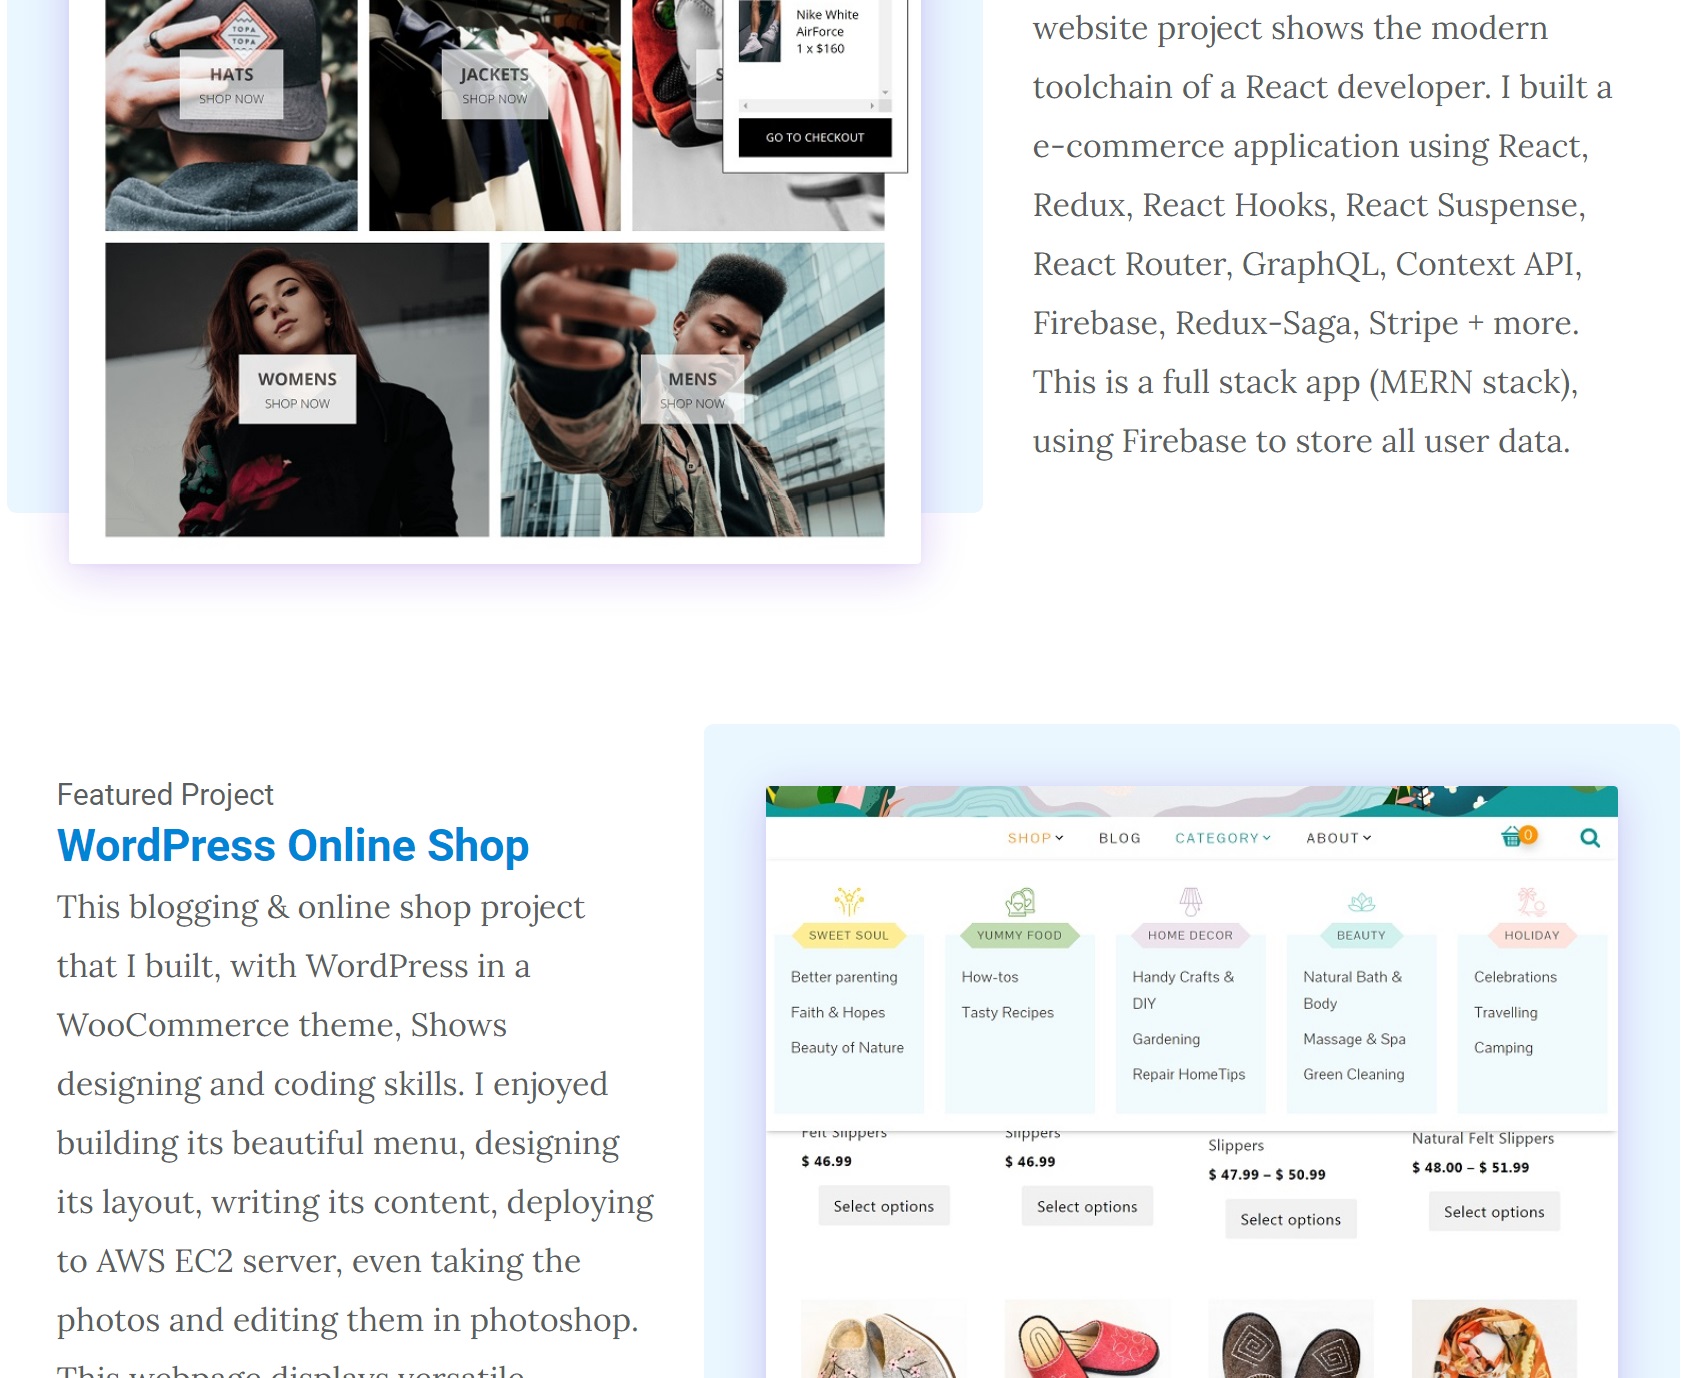 TOPA
TOPA
HATS
SHOP NOW
JACKETS
SHOP NOW
S
Nike White
AirForce
1 x $160
GO TO CHECKOUT
WOMENS
SHOP NOW
MENS
SHOP NOW
website project shows the modern
toolchain of a React developer. I built a
e-commerce application using React,
Redux, React Hooks, React Suspense,
React Router, GraphQL, Context API,
Firebase, Redux-Saga, Stripe + more.
This is a full stack app (MERN stack),
using Firebase to store all user data.
Featured Project
WordPress Online Shop
This blogging & online shop project
that I built, with WordPress in a
WooCommerce theme, Shows
designing and coding skills. I enjoyed
building its beautiful menu, designing
its layout, writing its content, deploying
to AWS EC2 server, even taking the
photos and editing them in photoshop.
This webpage displays versatile
SHOP BLOG CATEGORY ABOUT 0
SWEET SOUL
Better parenting
Faith & Hopes
Beauty of Nature
YUMMY FOOD
How-tos
Tasty Recipes
HOME DECOR
Handy Crafts &
DIY
Gardening
Repair HomeTips
BEAUTY
Natural Bath &
Body
Massage & Spa
Green Cleaning
HOLIDAY
Celebrations
Travelling
Camping
Felt Slippers
$ 46.99
Select options
Slippers
$ 46.99
Select options
Slippers
$ 47.99 – $ 50.99
Select options
Natural Felt Slippers
$ 48.00 – $ 51.99
Select options